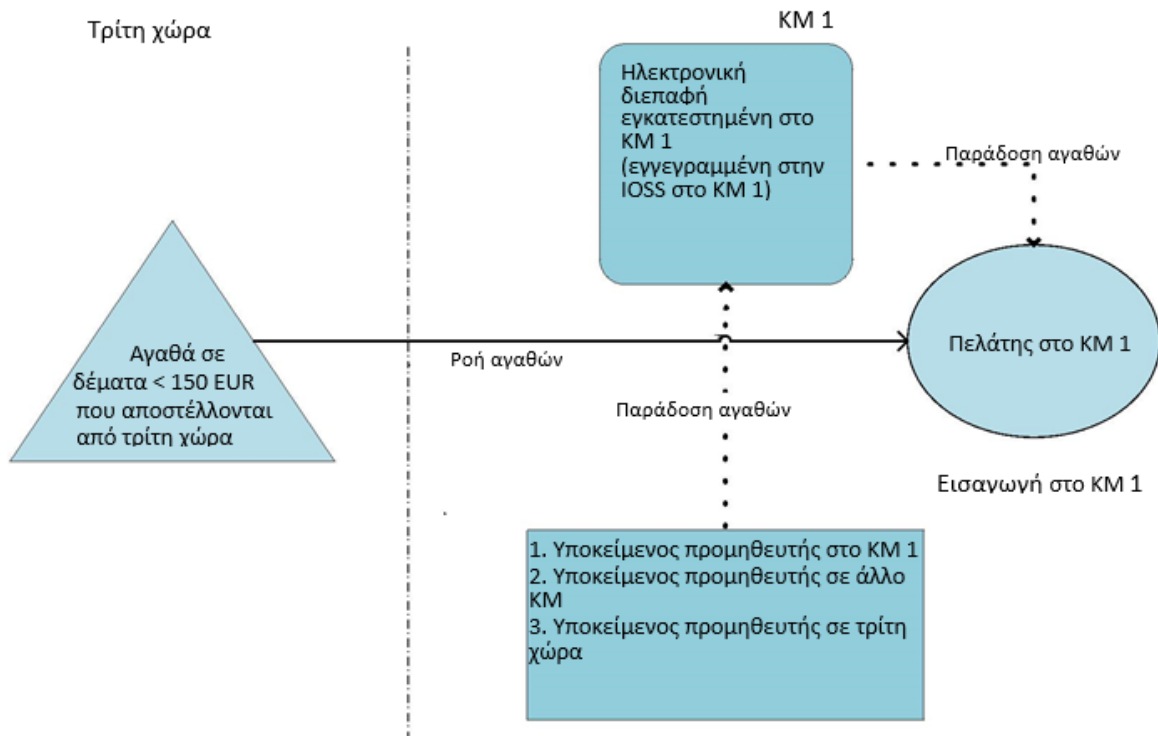 Τρίτη χώρα
ΚΜ 1
Ηλεκτρονική
διεπαφή
εγκατεστημένη στο
ΚΜ 1
(εγγεγραμμένη στην
IOSS στο ΚΜ 1)
Παράδοση αγαθών
Αγαθά σε
δέματα < 150 EUR
που αποστέλλονται
από τρίτη χώρα
Ροή αγαθών
Πελάτης στο ΚΜ 1
Παράδοση αγαθών
Εισαγωγή στο ΚΜ 1
1. Υποκείμενος προμηθευτής στο ΚΜ 1
2. Υποκείμενος προμηθευτής σε άλλο
ΚΜ
3. Υποκείμενος προμηθευτής σε τρίτη
χώρα